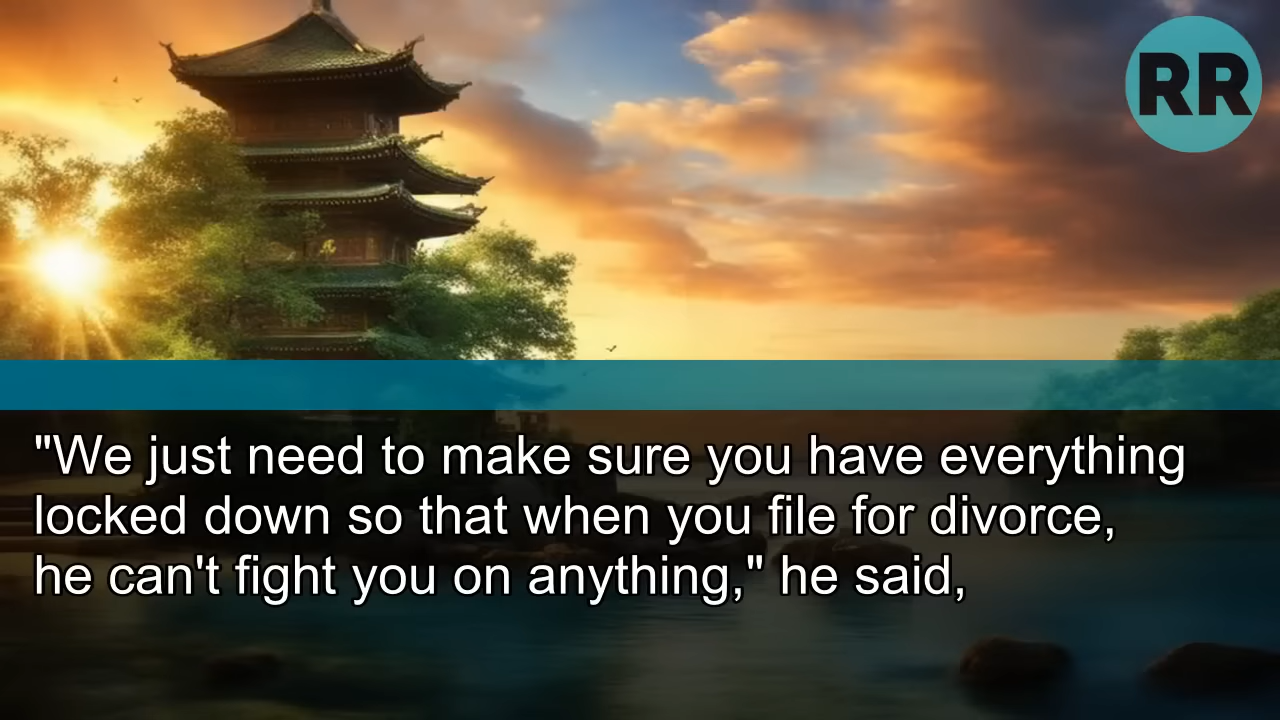 RR
"We just need to make sure you have everything
locked down so that when you file for divorce,
he can't fight you on anything," he said,